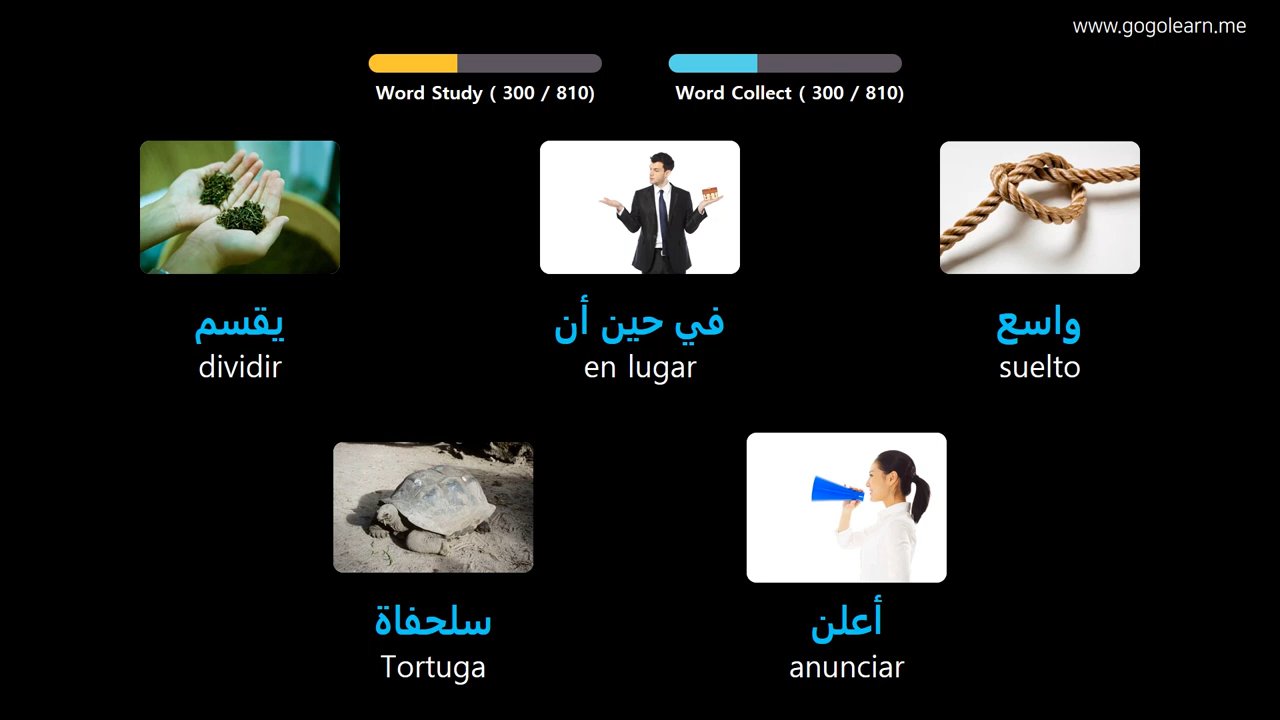 www.gogolearn.me
Word Study ( 300 / 810)
Word Collect ( 300 / 810)
يقسم
dividir
في حين أن
en lugar
واسع
suelto
سلحفاة
Tortuga
أعلن
anunciar